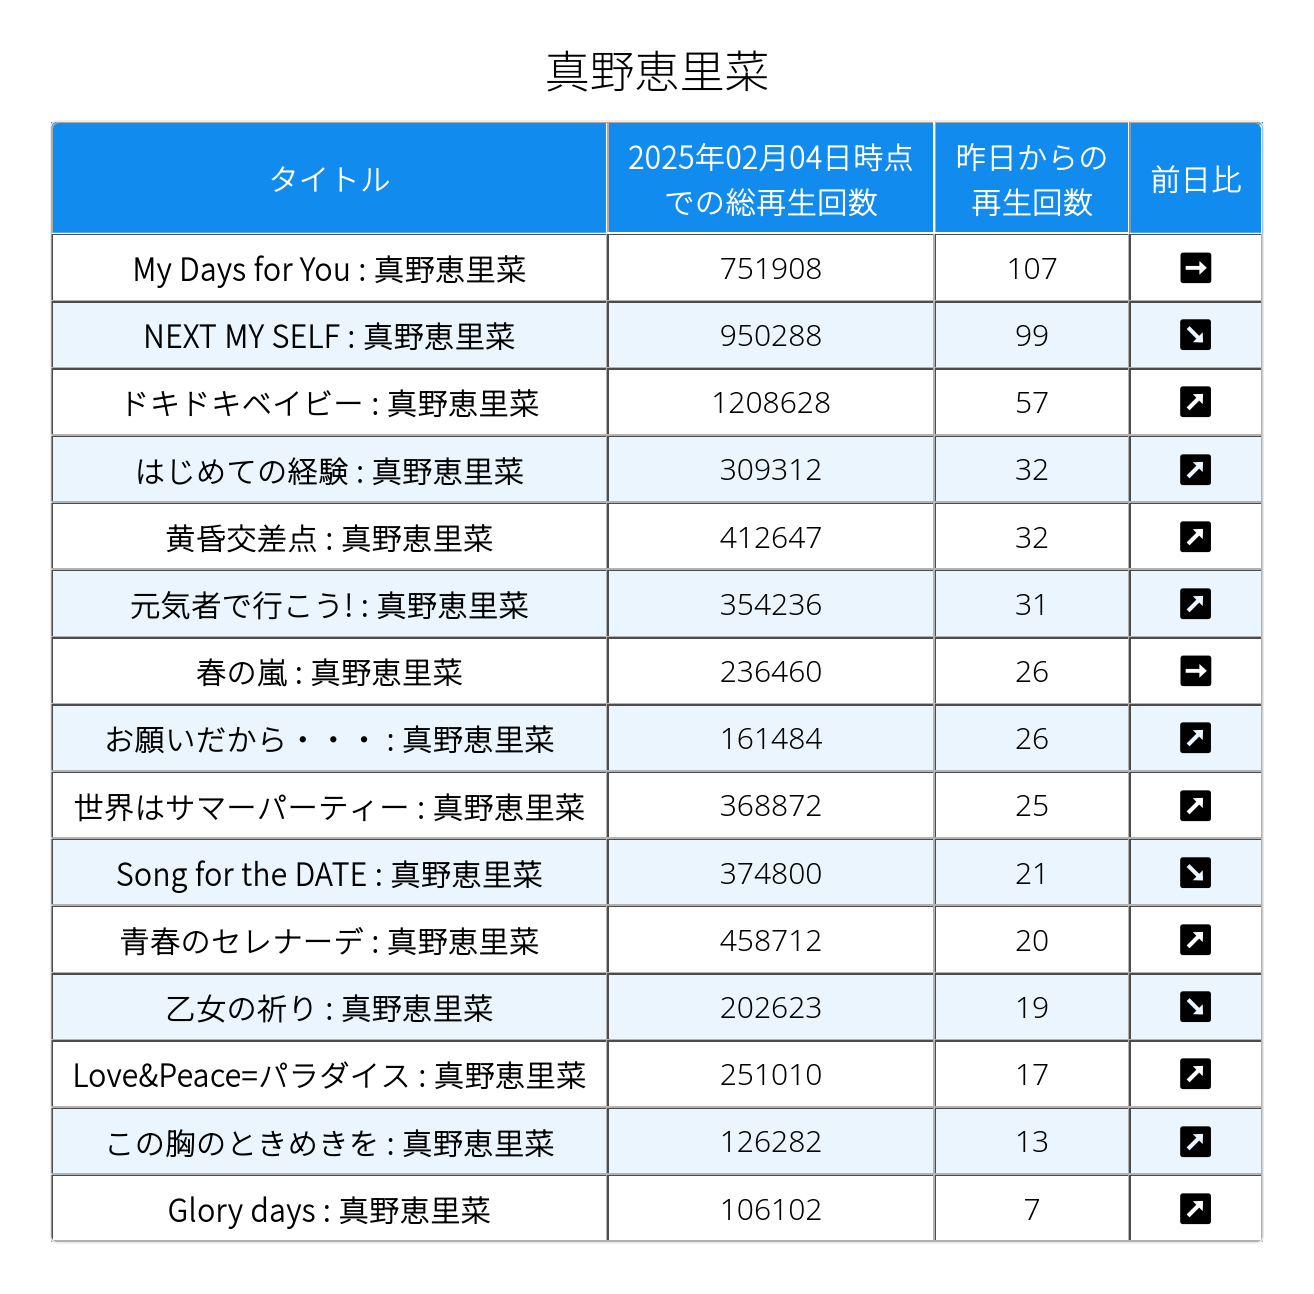 真野恵里菜
タイトル
2025年02月04日時点
での総再生回数
昨日からの
再生回数
前日比
My Days for You : 真野恵里菜 751908 107 ➡
NEXT MY SELF : 真野恵里菜 950288 99 ↘
ドキドキベイビー : 真野恵里菜 1208628 57 ↗
はじめての経験 : 真野恵里菜 309312 32 ↗
黄昏交差点 : 真野恵里菜 412647 32 ↗
元気者で行こう! : 真野恵里菜 354236 31 ↗
春の嵐 : 真野恵里菜 236460 26 ➡
お願いだから・・・ : 真野恵里菜 161484 26 ↗
世界はサマーパーティー : 真野恵里菜 368872 25 ↗
Song for the DATE : 真野恵里菜 374800 21 ↘
青春のセレナーデ : 真野恵里菜 458712 20 ↗
乙女の祈り : 真野恵里菜 202623 19 ↘
Love&Peace=パラダイス : 真野恵里菜 251010 17 ↗
この胸のときめきを : 真野恵里菜 126282 13 ↗
Glory days : 真野恵里菜 106102 7 ↗